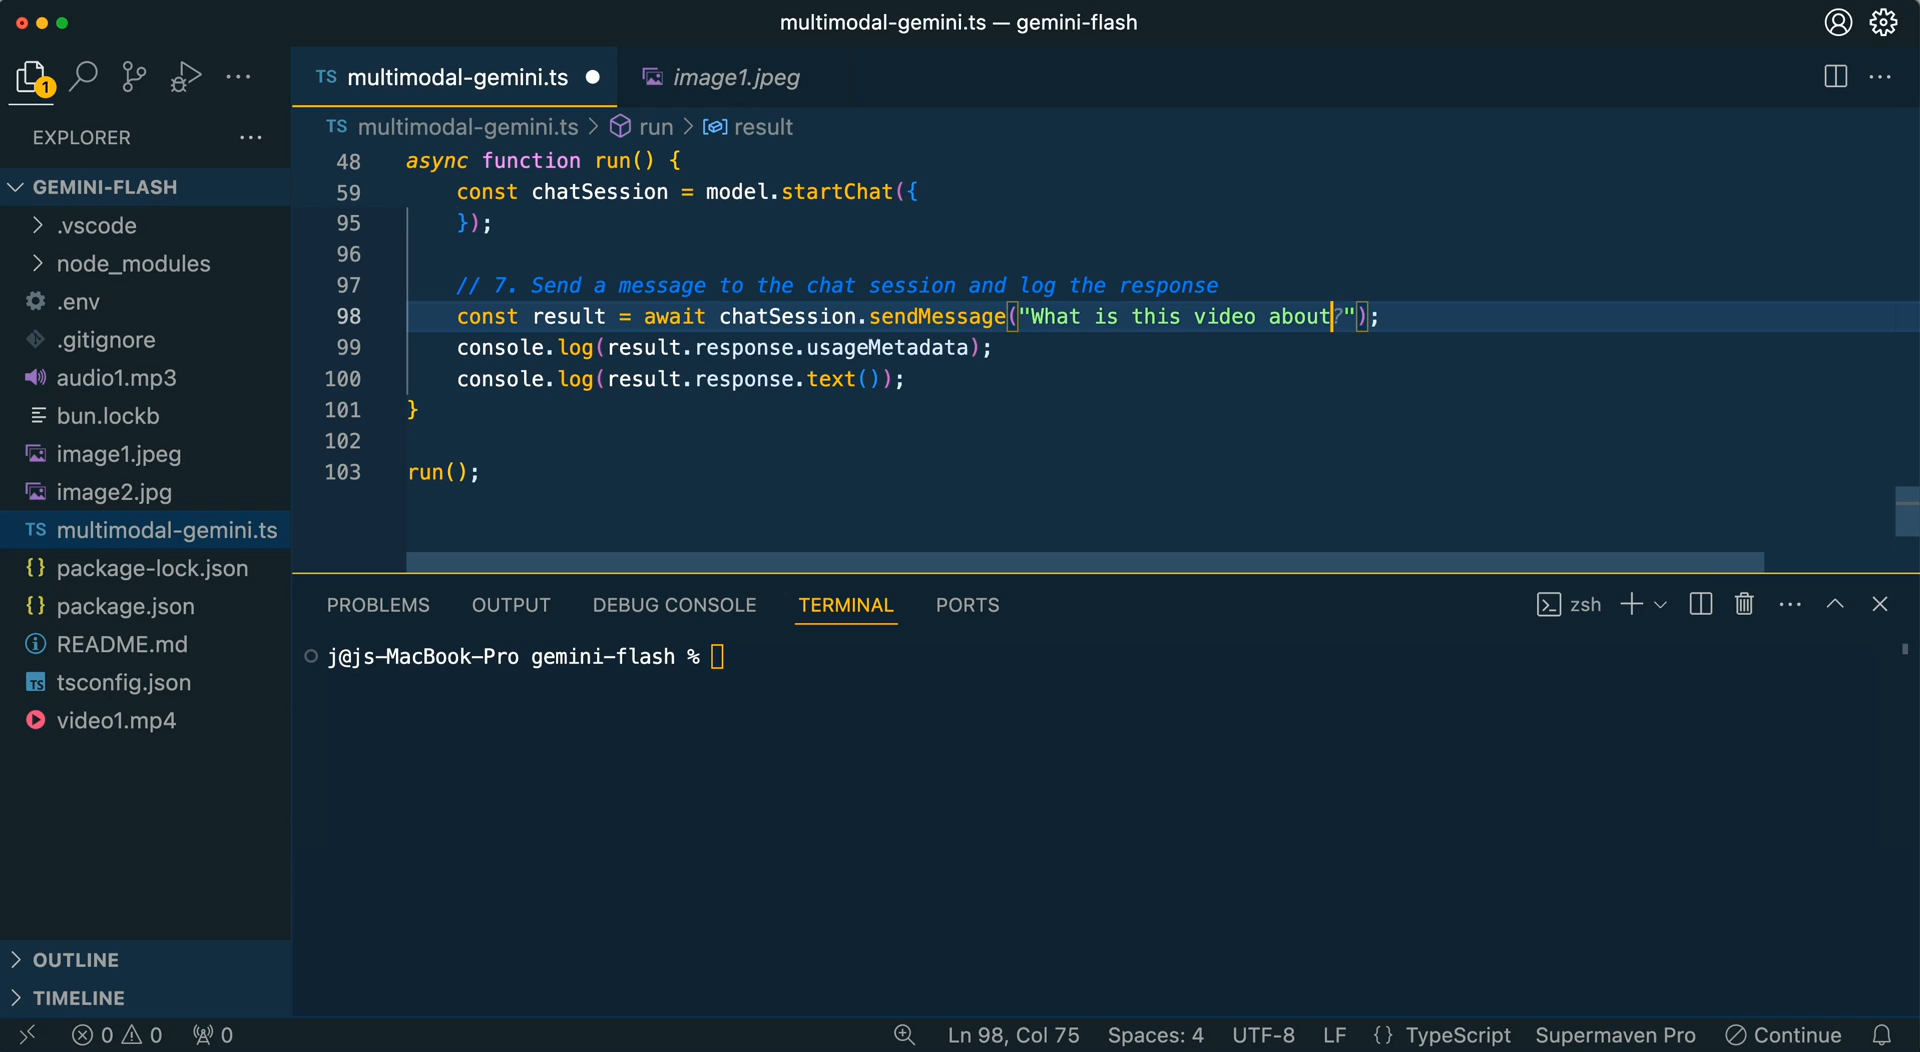 multimodal-gemini.ts — gemini-flash
1
TS multimodal-gemini.ts
image1.jpeg
EXPLORER
TS multimodal-gemini.ts > run > result
GEMINI-FLASH
.vscode
node_modules
.env
.gitignore
audio1.mp3
bun.lockb
image1.jpeg
image2.jpg
TS multimodal-gemini.ts
{} package-lock.json
{} package.json
README.md
TS tsconfig.json
video1.mp4
OUTLINE
TIMELINE
48 async function run() {
59 const chatSession = model.startChat({
95 });
96
97 // 7. Send a message to the chat session and log the response
98 const result = await chatSession.sendMessage("What is this video about?");
99 console.log(result.response.usageMetadata);
100 console.log(result.response.text());
101 }
102
103 run();
PROBLEMS OUTPUT DEBUG CONSOLE TERMINAL PORTS
zsh
j@js-MacBook-Pro gemini-flash %
0 0 0
Ln 98, Col 75 Spaces: 4 UTF-8 LF {} TypeScript Supermaven Pro Continue